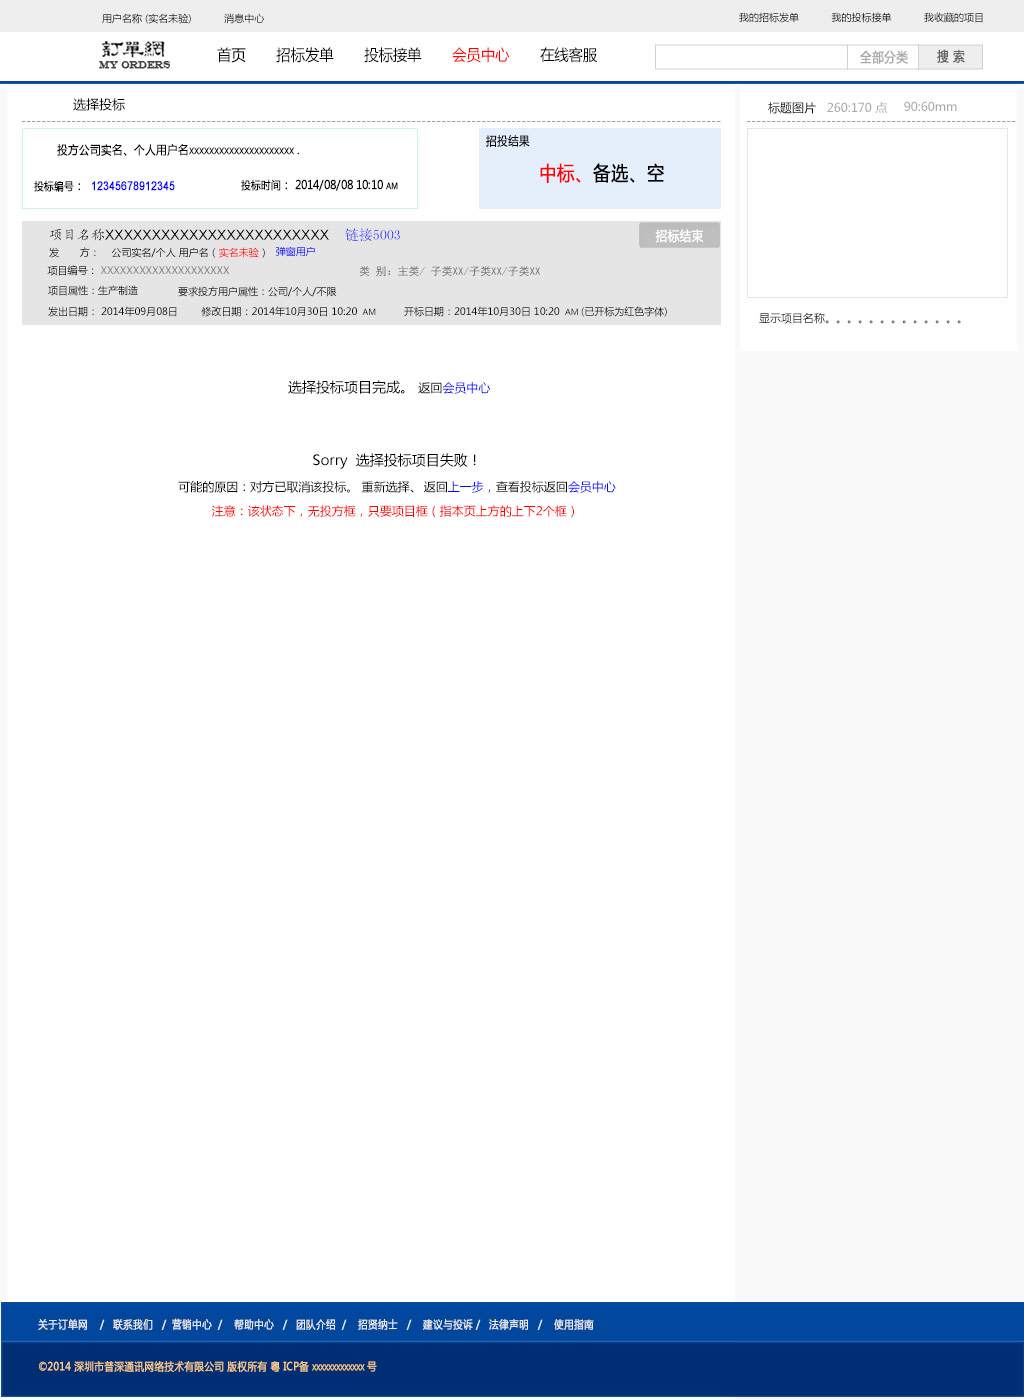 用户名称 (实名未验) 消息中心 我的招标发单 我的投标接单 我收藏的项目
訂單網
MY ORDERS
首页 招标发单 投标接单 会员中心 在线客服 全部分类 搜 索
选择投标
标题图片 260:170 点 90:60mm
投方公司实名、个人用户名xxxxxxxxxxxxxxxxxxxxx .
投标编号： 12345678912345 投标时间： 2014/08/08 10:10 AM
招投结果
中标、备选、空
项目名称XXXXXXXXXXXXXXXXXXXXXXXX 链接5003 招标结束
发 方： 公司实名/个人 用户名 ( 实名未验 ) 弹窗用户
项目编号： XXXXXXXXXXXXXXXXXXXX 类 别：主类/ 子类XX/子类XX/子类XX
项目属性：生产制造 要求投方用户属性：公司/个人/不限
发出日期： 2014年09月08日 修改日期：2014年10月30日 10:20 AM 开标日期：2014年10月30日 10:20 AM (已开标为红色字体)
显示项目名称。。。。。。。。。。。。。
选择投标项目完成。 返回会员中心
Sorry 选择投标项目失败！
可能的原因：对方已取消该投标。 重新选择、 返回上一步，查看投标返回会员中心
注意：该状态下，无投方框，只要项目框（指本页上方的上下2个框）
关于订单网 / 联系我们 / 营销中心 / 帮助中心 / 团队介绍 / 招贤纳士 / 建议与投诉 / 法律声明 / 使用指南
©2014 深圳市普深通讯网络技术有限公司 版权所有 粤 ICP备 xxxxxxxxxxxx 号